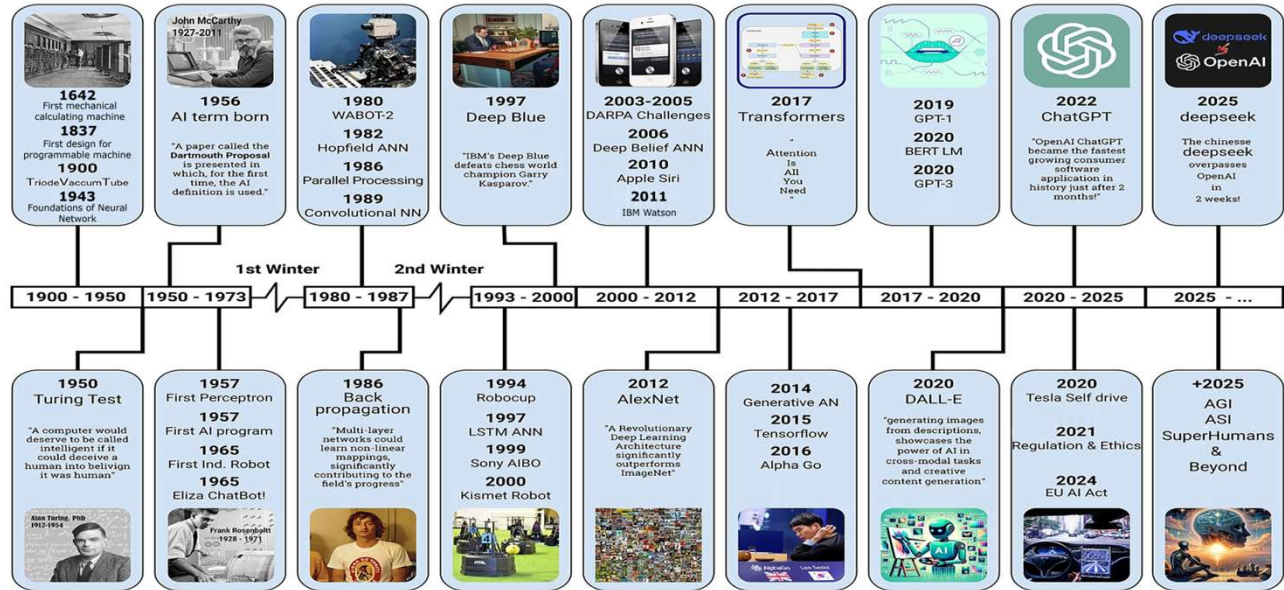 1642
First mechanical
calculating machine
1837
First design for
programmable machine
1900
TriodeVaccumTube
1943
Foundations of Neural
Network
John McCarthy
1927-2011
1956
AI term born
"A paper called the
Dartmouth Proposal
is presented in
which, for the first
time, the AI
definition is used."
1980
WABOT-2
1982
Hopfield ANN
1986
Parallel Processing
1989
Convolutional NN
1997
Deep Blue
"IBM's Deep Blue
defeats chess world
champion Garry
Kasparov."
2003-2005
DARPA Challenges
2006
Deep Belief ANN
2010
Apple Siri
2011
IBM Watson
2017
Transformers
"
Attention
Is
All
You
Need
"
2019
GPT-1
2020
BERT LM
2020
GPT-3
2022
ChatGPT
"OpenAI ChatGPT
became the fastest
growing consumer
software
application in
history just after 2
months!"
deepseek
VS
OpenAI
2025
deepseek
The chinesse
deepseek
overpasses
OpenAI
in
2 weeks!
1st Winter
2nd Winter
1900 - 1950
1950 - 1973
1980 - 1987
1993 - 2000
2000 - 2012
2012 - 2017
2017 - 2020
2020 - 2025
2025 - ...
1950
Turing Test
"A computer would
deserve to be called
intelligent if it
could deceive a
human into belivign
it was human"
Alan Turing, PhD
1912-1954
1957
First Perceptron
1957
First AI program
1965
First Ind. Robot
1965
Eliza ChatBot!
Frank Rosenbaltt
1928 - 1971
1986
Back
propagation
"Multi-layer
networks could
learn non-linear
mappings,
significantly
contributing to the
field's progress"
1994
Robocup
1997
LSTM ANN
1999
Sony AIBO
2000
Kismet Robot
2012
AlexNet
"A Revolutionary
Deep Learning
Architecture
significantly
outperforms
ImageNet"
2014
Generative AN
2015
Tensorflow
2016
Alpha Go
AlphaGo
Lee Sedol
2020
DALL-E
"generating images
from descriptions,
showcases the
power of AI in
cross-modal tasks
and creative
content generation"
AI
2020
Tesla Self drive
2021
Regulation & Ethics
2024
EU AI Act
+2025
AGI
ASI
SuperHumans
&
Beyond